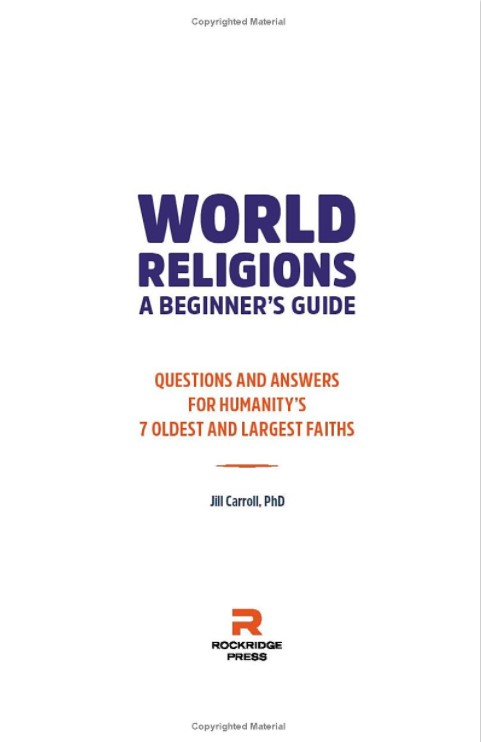 Copyrighted Material
WORLD
RELIGIONS
A BEGINNER'S GUIDE
QUESTIONS AND ANSWERS
FOR HUMANITY'S
7 OLDEST AND LARGEST FAITHS
Jill Carroll, PhD
R
ROCKRIDGE
PRESS
Copyrighted Material